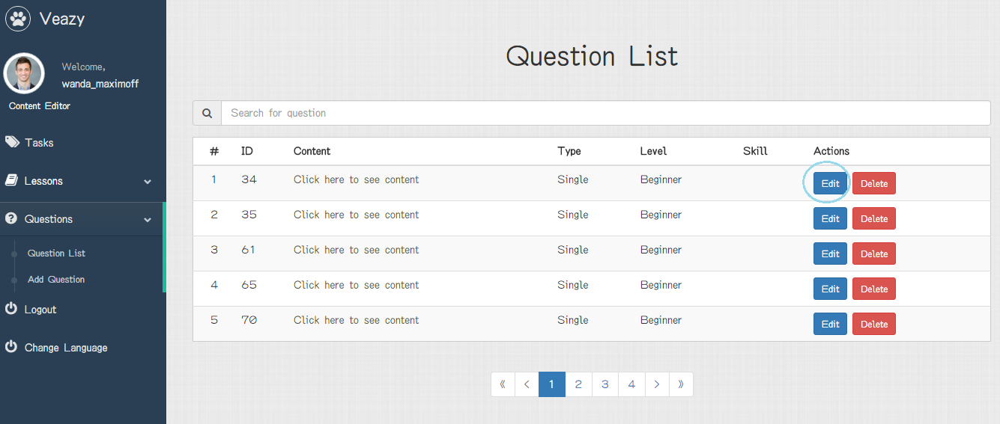 Veazy
Welcome,
wanda_maximoff
Content Editor
Tasks
Lessons
Questions
Question List
Add Question
Logout
Change Language
Question List
Search for question
# ID Content Type Level Skill Actions
1 34 Click here to see content Single Beginner Edit Delete
2 35 Click here to see content Single Beginner Edit Delete
3 61 Click here to see content Single Beginner Edit Delete
4 65 Click here to see content Single Beginner Edit Delete
5 70 Click here to see content Single Beginner Edit Delete
« < 1 2 3 4 > »